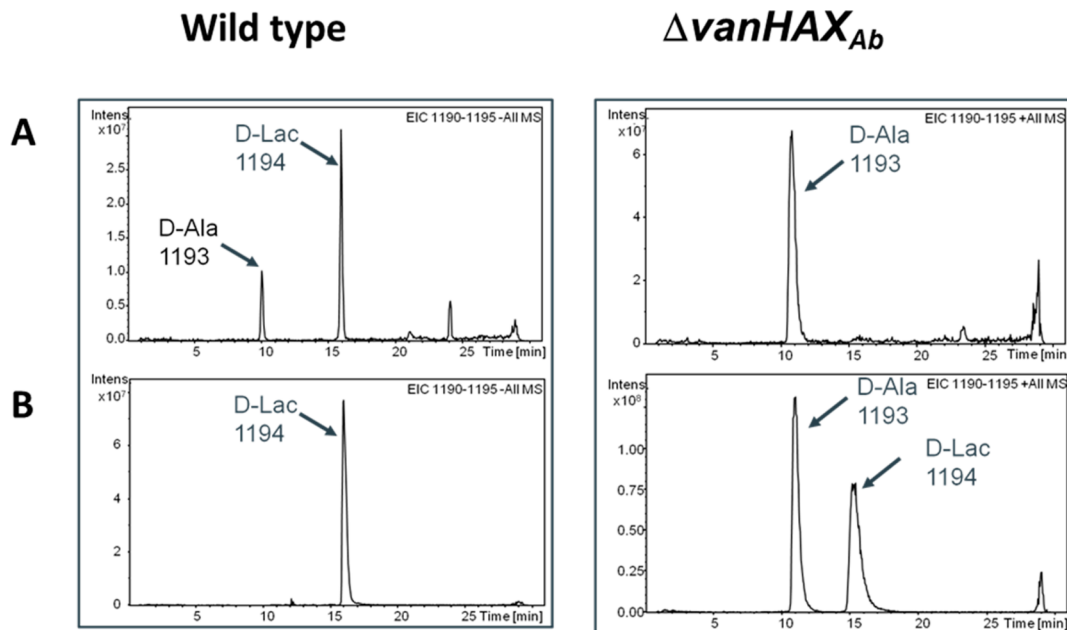 Wild type
ΔvanHAX_Ab
A
Intens
x10⁷
EIC 1190-1195 -All MS
D-Lac
1194
D-Ala
1193
2.5
2.0
1.5
1.0
0.5
0.0
5
10
15
20
25
Time [min]
Intens
x10⁷
EIC 1190-1195 +All MS
D-Ala
1193
6
4
2
0
5
10
15
20
25
Time [min]
B
Intens
x10⁷
EIC 1190-1195 -All MS
D-Lac
1194
6
4
2
0
5
10
15
20
25
Time [min]
Intens
x10⁸
EIC 1190-1195 +All MS
D-Ala
1193
D-Lac
1194
1.00
0.75
0.50
0.25
0.00
5
10
15
20
25
Time [min]